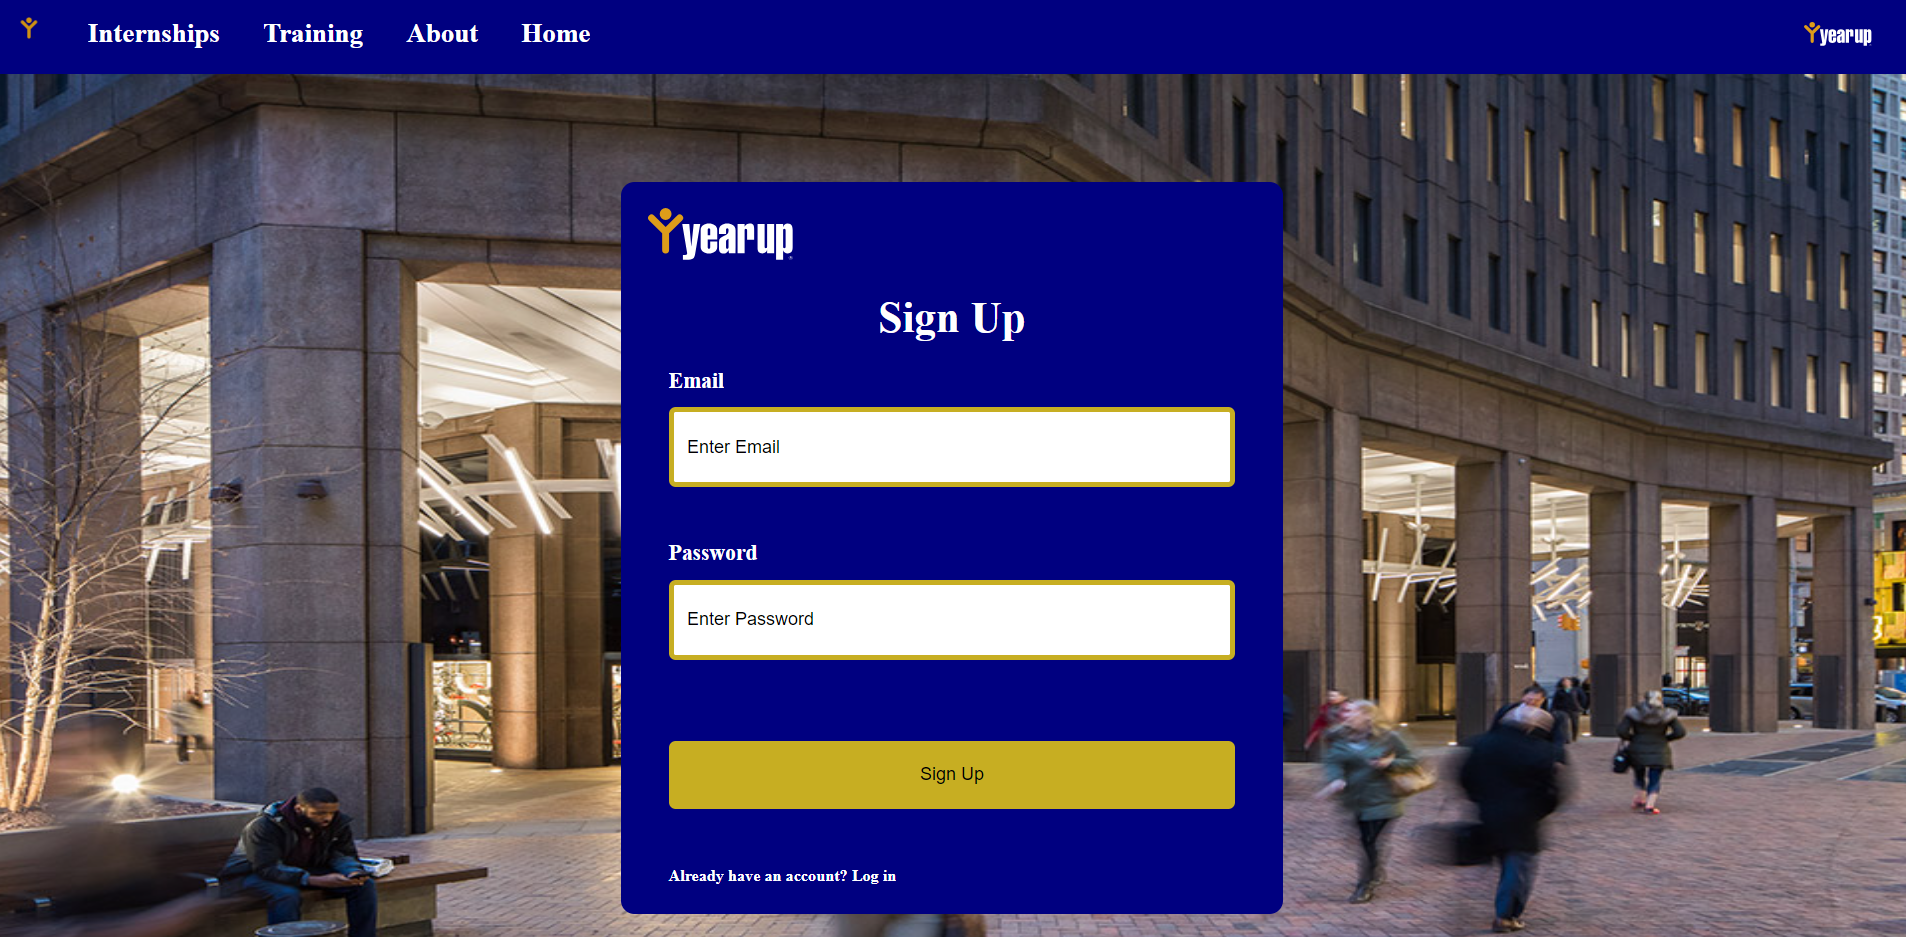 Internships Training About Home
yearup
yearup
Sign Up
Email
Enter Email
Password
Enter Password
Sign Up
Already have an account? Log in